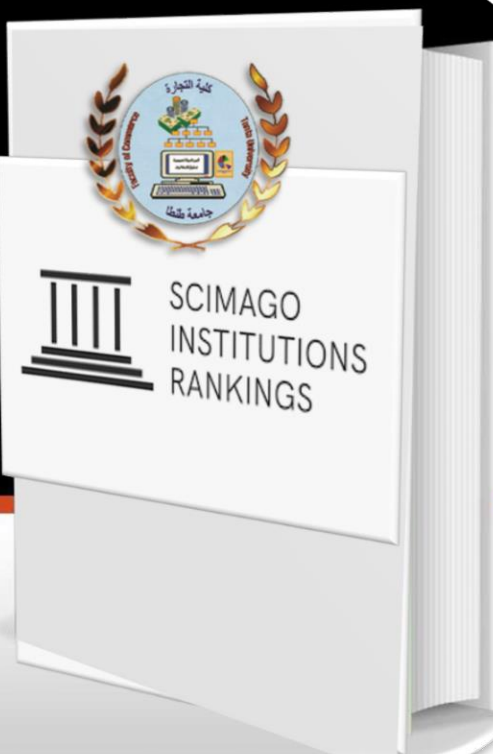 كلية التجارة
Faculty of Commerce
Tanta University
جامعة طنطا
SCIMAGO
INSTITUTIONS
RANKINGS